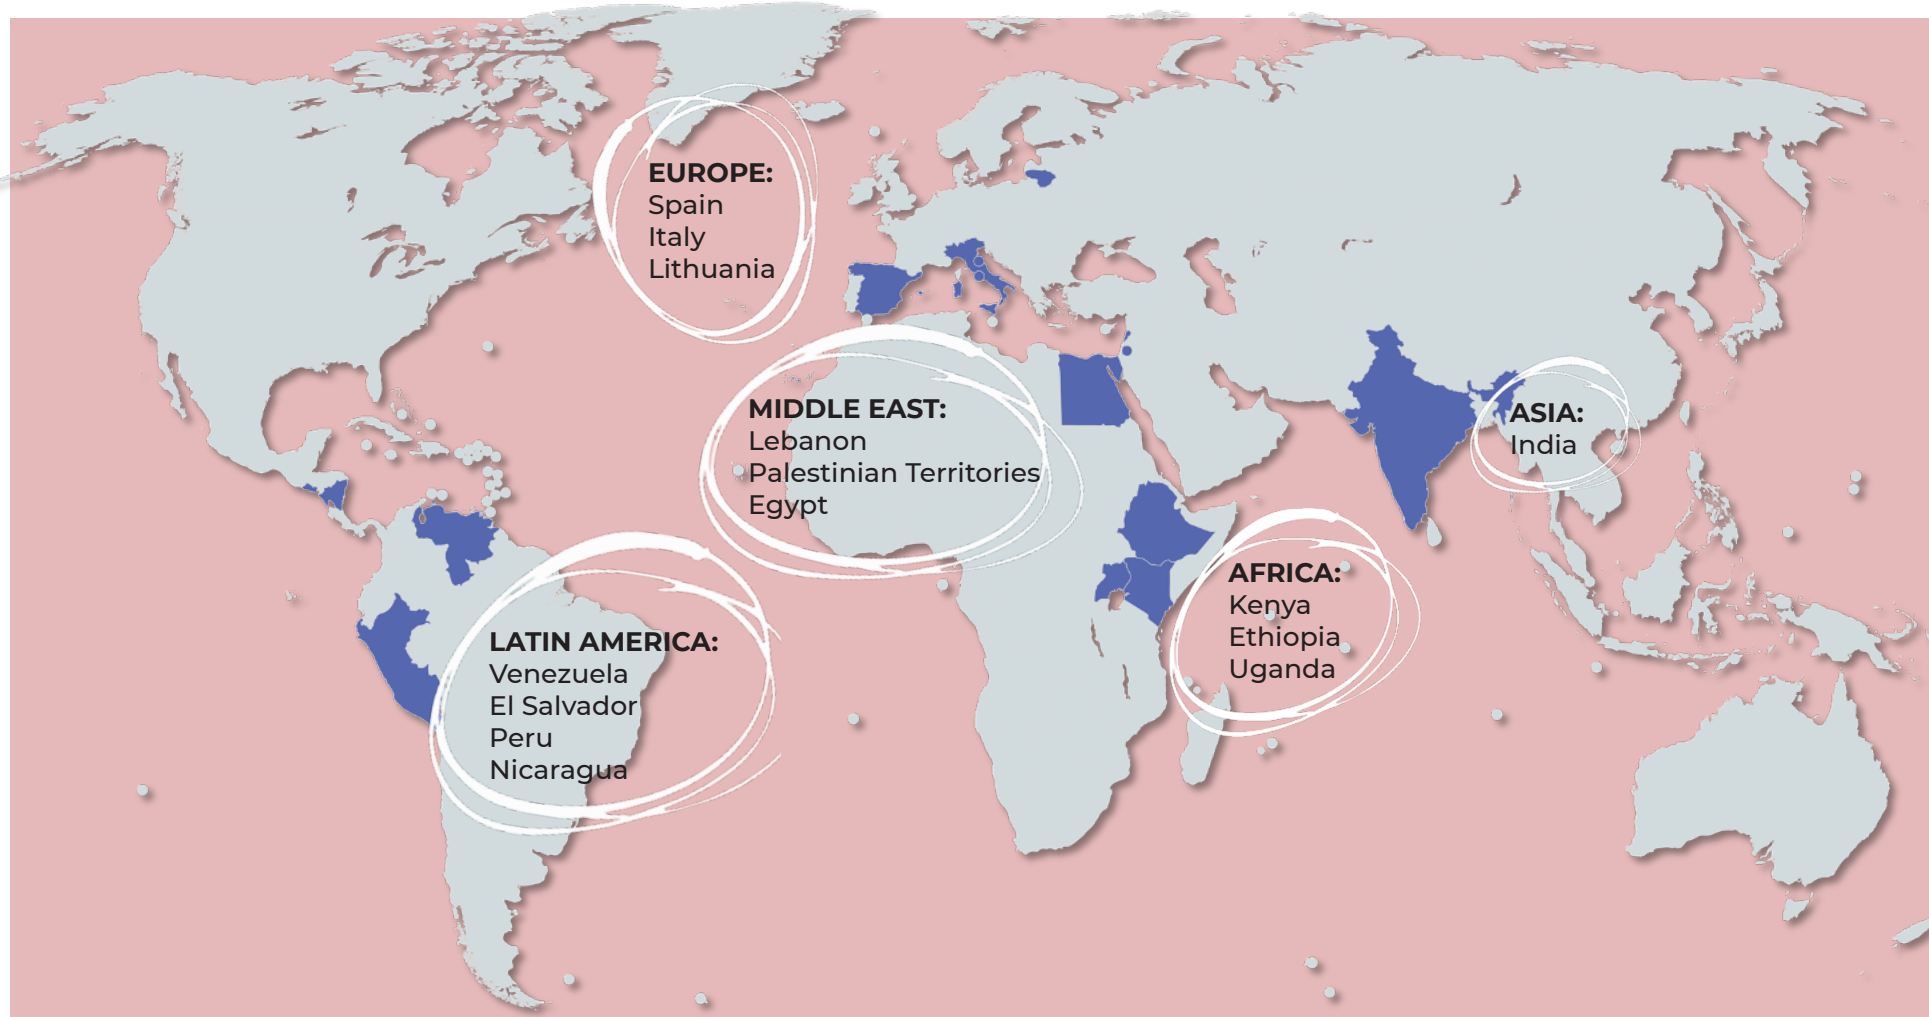 EUROPE:
Spain
Italy
Lithuania
MIDDLE EAST:
Lebanon
Palestinian Territories
Egypt
ASIA:
India
AFRICA:
Kenya
Ethiopia
Uganda
LATIN AMERICA:
Venezuela
El Salvador
Peru
Nicaragua